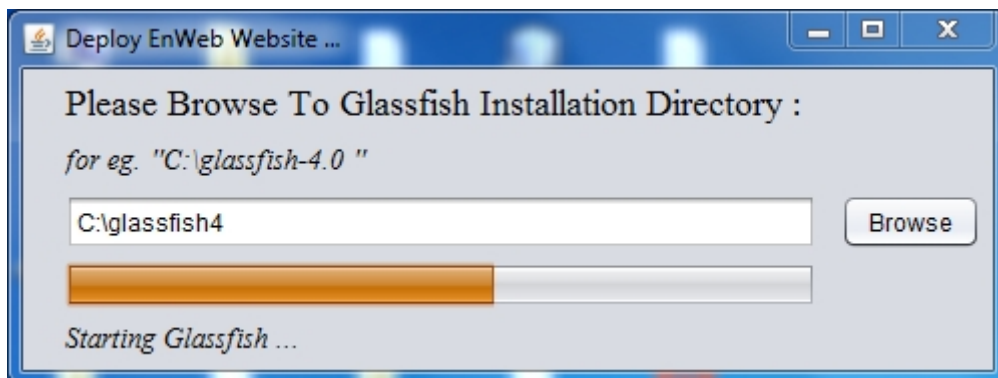 Deploy EnWeb Website ...
Please Browse To Glassfish Installation Directory :
for eg. "C:\glassfish-4.0 "
C:\glassfish4
Browse
Starting Glassfish ...